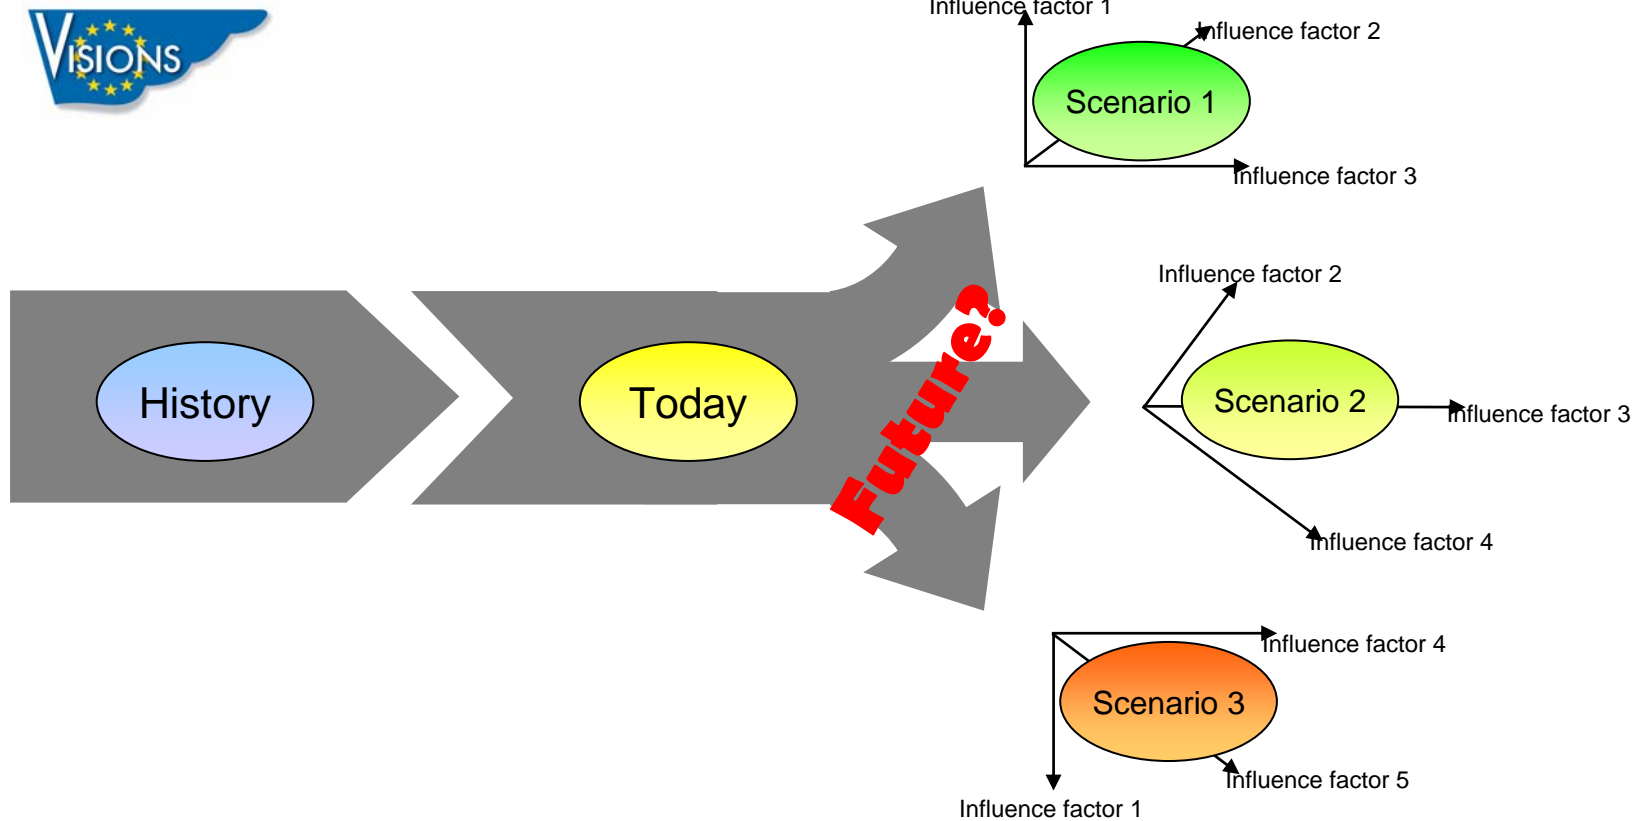 VISIONS
Influence factor 1
Influence factor 2
Scenario 1
Influence factor 3
History
Today
Future?
Influence factor 2
Scenario 2
Influence factor 3
Influence factor 4
Influence factor 4
Scenario 3
Influence factor 5
Influence factor 1